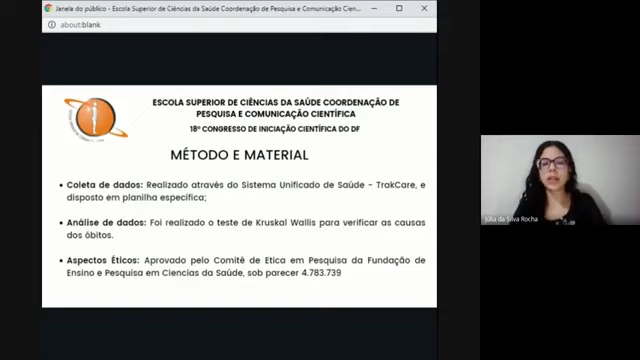 Janela do público - Escola Superior de Ciências da Saúde Coordenação de Pesquisa e Comunicação Cien...
about:blank
ESCOLA SUPERIOR DE CIÊNCIAS DA SAÚDE COORDENAÇÃO DE
PESQUISA E COMUNICAÇÃO CIENTÍFICA
18º CONGRESSO DE INICIAÇÃO CIENTÍFICA DO DF
MÉTODO E MATERIAL
• Coleta de dados: Realizado através do Sistema Unificado de Saúde - TrakCare, e
disposto em planilha específica;
• Análise de dados: Foi realizado o teste de Kruskal Wallis para verificar as causas
dos óbitos.
• Aspectos Éticos: Aprovado pelo Comitê de Etica em Pesquisa da Fundação de
Ensino e Pesquisa em Ciencias da Saúde, sob parecer 4.783.739
Júlia da Silva Rocha